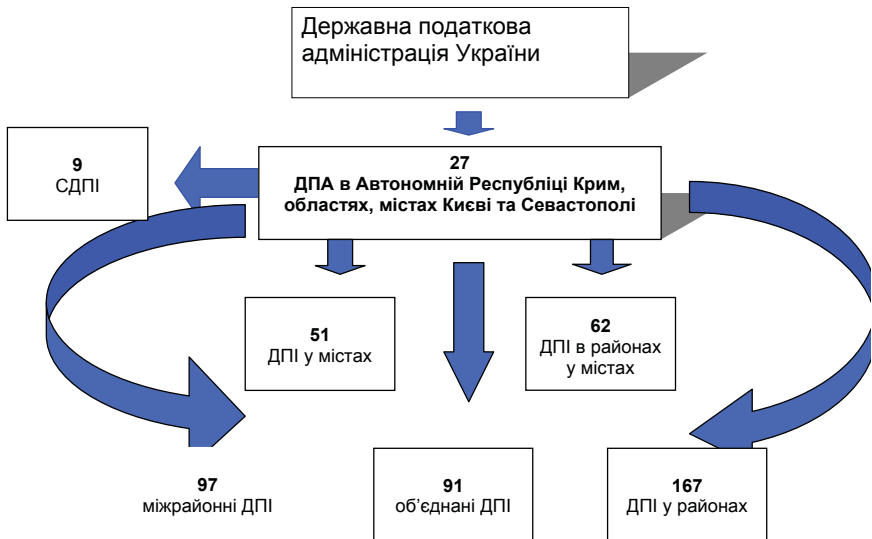 Державна податкова
адміністрація України
9
СДПІ
27
ДПА в Автономній Республіці Крим,
областях, містах Києві та Севастополі
51
ДПІ у містах
62
ДПІ в районах
у містах
97
міжрайонні ДПІ
91
об’єднані ДПІ
167
ДПІ у районах